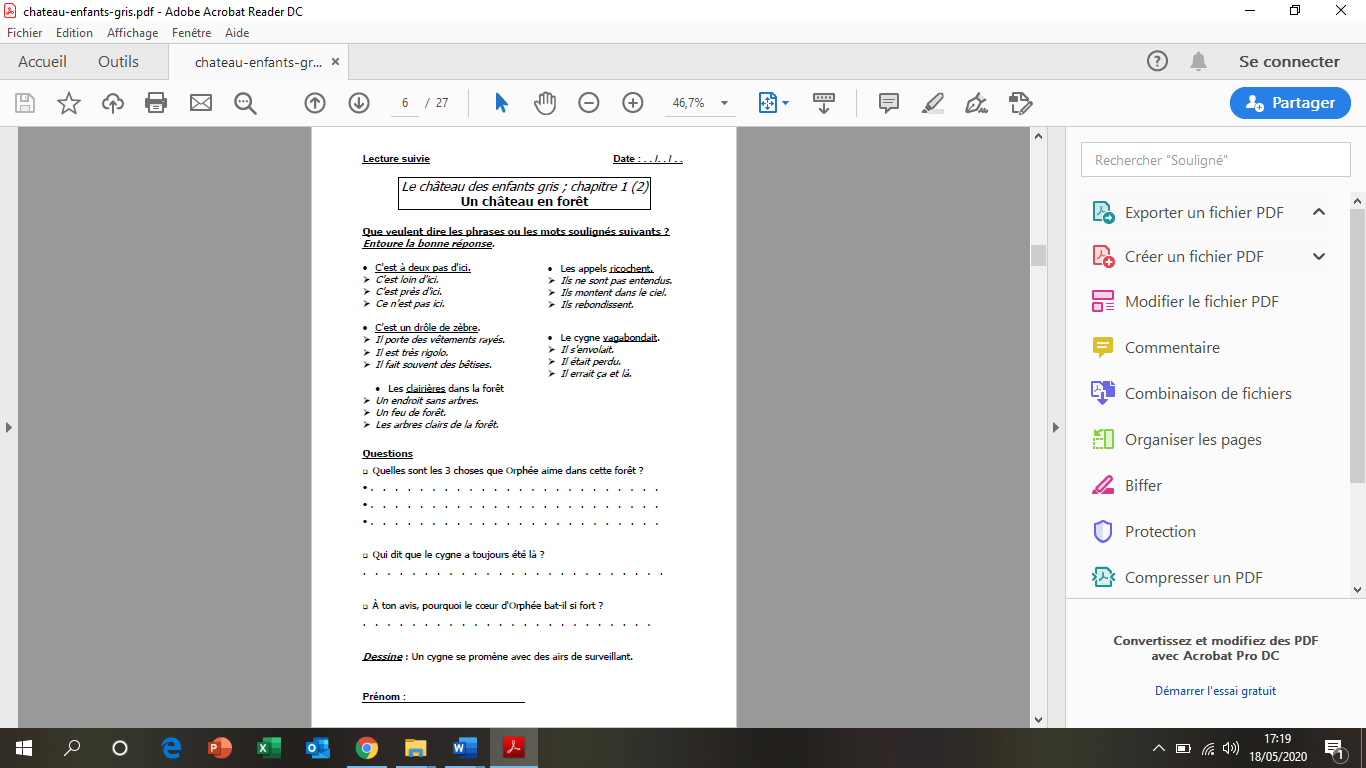 chateau-enfants-gris.pdf - Adobe Acrobat Reader DC
Fichier Edition Affichage Fenêtre Aide
Accueil Outils chateau-enfants-gr... × Se connecter
6 / 27 46,7% Partager
Lecture suivie Date : . . /. . / . .
Le château des enfants gris ; chapitre 1 (2)
Un château en forêt
Que veulent dire les phrases ou les mots soulignés suivants ?
Entoure la bonne réponse.
• C'est à deux pas d'ici.
➢ C'est loin d'ici.
➢ C'est près d'ici.
➢ Ce n'est pas ici.
• C'est un drôle de zèbre.
➢ Il porte des vêtements rayés.
➢ Il est très rigolo.
➢ Il fait souvent des bêtises.
• Les clairières dans la forêt
➢ Un endroit sans arbres.
➢ Un feu de forêt.
➢ Les arbres clairs de la forêt.
• Les appels ricochent.
➢ Ils ne sont pas entendus.
➢ Ils montent dans le ciel.
➢ Ils rebondissent.
• Le cygne vagabondait.
➢ Il s'envolait.
➢ Il était perdu.
➢ Il errait ça et là.
Questions
□ Quelles sont les 3 choses que Orphée aime dans cette forêt ?
• . . . . . . . . . . . . . . . . . . . . . . . . .
• . . . . . . . . . . . . . . . . . . . . . . . . .
• . . . . . . . . . . . . . . . . . . . . . . . . .
□ Qui dit que le cygne a toujours été là ?
. . . . . . . . . . . . . . . . . . . . . . . . . .
□ À ton avis, pourquoi le cœur d'Orphée bat-il si fort ?
. . . . . . . . . . . . . . . . . . . . . . . . .
Dessine : Un cygne se promène avec des airs de surveillant.
Prénom : ____________________
Rechercher "Souligné"
Exporter un fichier PDF
Créer un fichier PDF
Modifier le fichier PDF
Commentaire
Combinaison de fichiers
Organiser les pages
Biffer
Protection
Compresser un PDF
Convertissez et modifiez des PDF
avec Acrobat Pro DC
Démarrer l'essai gratuit
17:19
18/05/2020
1